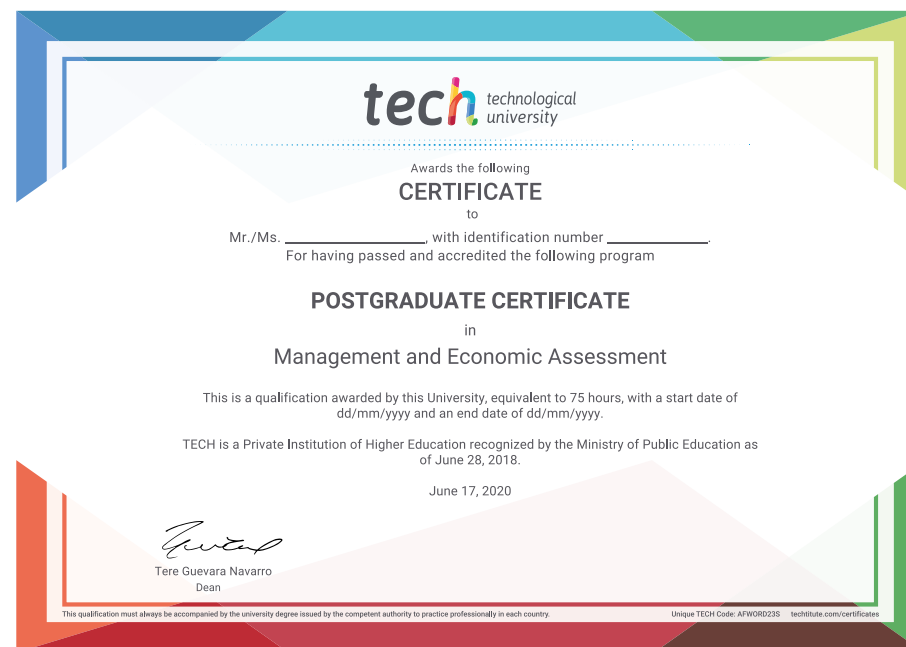 tech technological
university
Awards the following
CERTIFICATE
to
Mr./Ms. ____________________, with identification number ______________.
For having passed and accredited the following program
POSTGRADUATE CERTIFICATE
in
Management and Economic Assessment
This is a qualification awarded by this University, equivalent to 75 hours, with a start date of
dd/mm/yyyy and an end date of dd/mm/yyyy.
TECH is a Private Institution of Higher Education recognized by the Ministry of Public Education as
of June 28, 2018.
June 17, 2020
Tere Guevara Navarro
Dean
This qualification must always be accompanied by the university degree issued by the competent authority to practice professionally in each country. Unique TECH Code: AFWORD23S techtitute.com/certificates